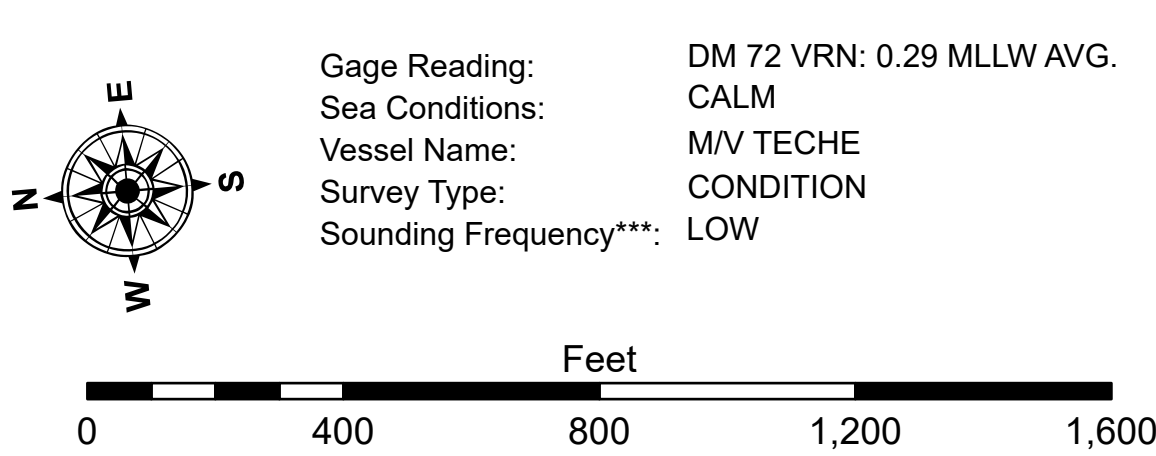 E
N
S
W
Gage Reading: DM 72 VRN: 0.29 MLLW AVG.
Sea Conditions: CALM
Vessel Name: M/V TECHE
Survey Type: CONDITION
Sounding Frequency***: LOW
Feet
0 400 800 1,200 1,600